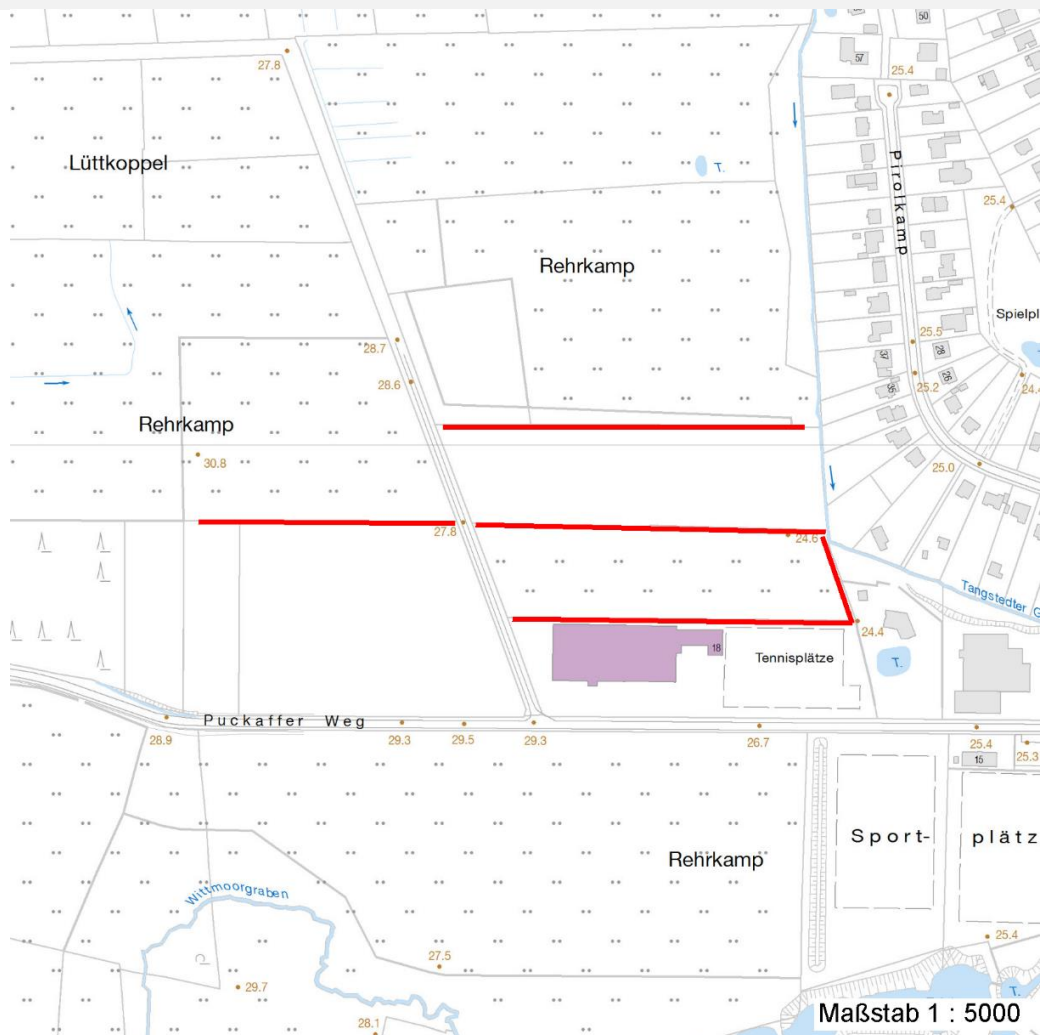 50
57
27.8
25.4
Lüttkoppel
T.
Pirolkamp
25.4
Rehrkamp
Spielpl
28.7
25.5
28
37
28.6
26
25.2
35
24.4
Rehrkamp
30.8
25.0
27.8
24.6
Tangstedter G
24.4
18
Tennisplätze
T.
Puckaffer Weg
28.9
29.3
29.5
29.3
26.7
25.4
25.3
15
Sport-
plätz
Rehrkamp
Wittmoorgraben
27.5
25.4
29.7
T.
28.1
Maßstab 1 : 5000